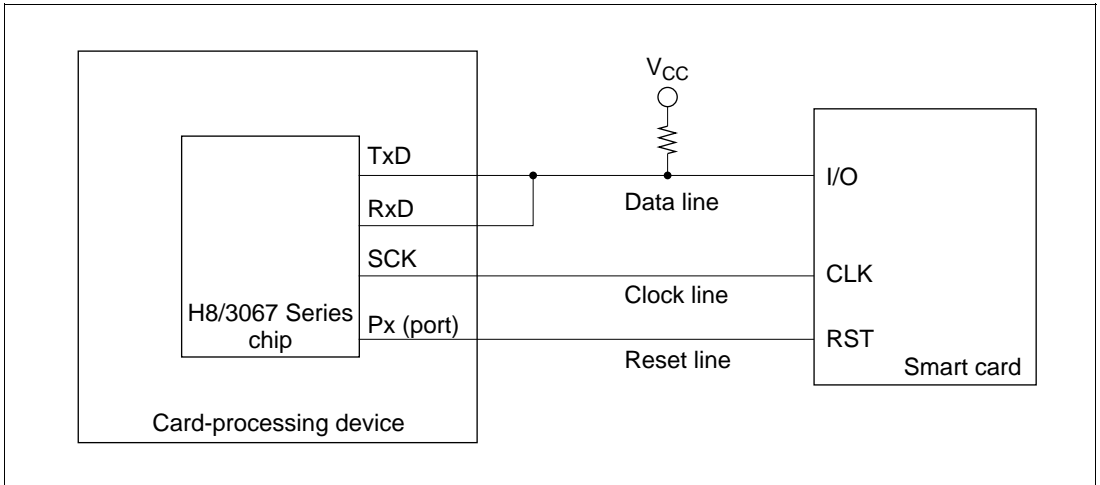 VCC
TxD
I/O
Data line
RxD
SCK
CLK
Clock line
H8/3067 Series
chip
Px (port)
RST
Reset line
Smart card
Card-processing device